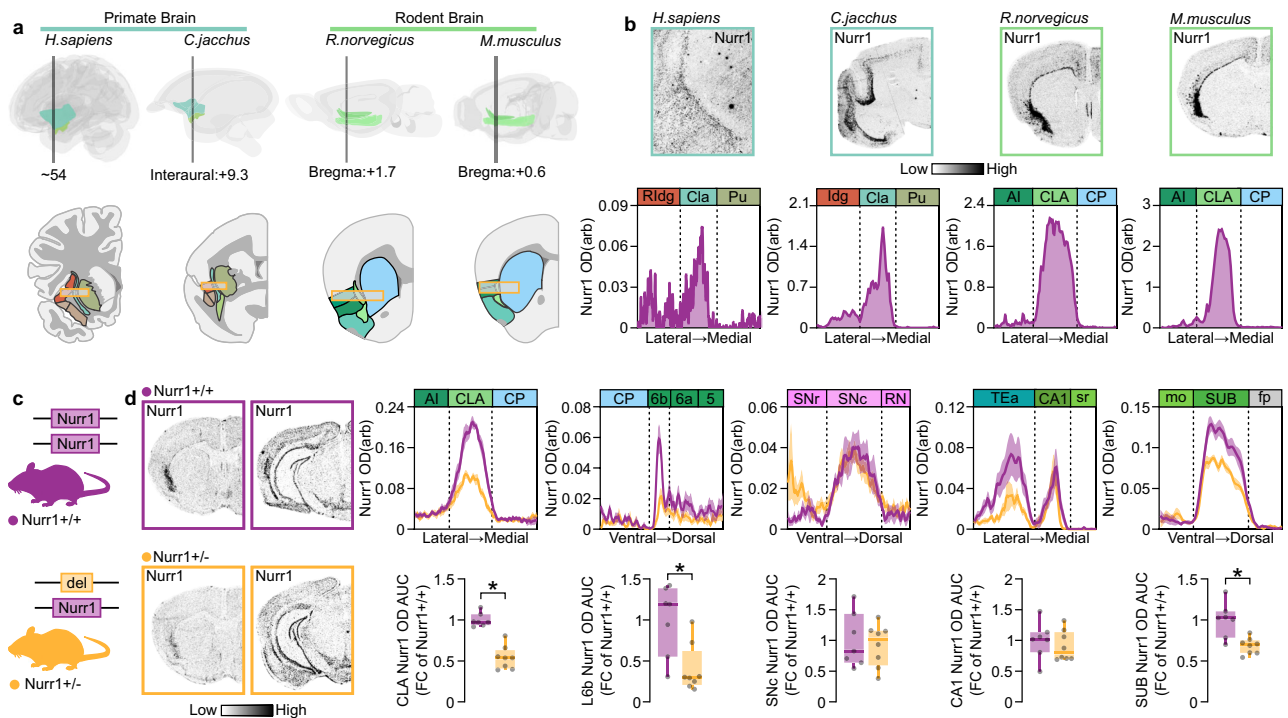 a
Primate Brain
Rodent Brain
H.sapiens
C.jacchus
R.norvegicus
M.musculus
~54
Interaural:+9.3
Bregma:+1.7
Bregma:+0.6
b
H.sapiens
C.jacchus
R.norvegicus
M.musculus
Nurr1
Nurr1
Nurr1
Nurr1
Low
High
RIdg
Cla
Pu
Idg
Cla
Pu
AI
CLA
CP
AI
CLA
CP
Nurr1 OD(arb)
0.09
0.06
0.03
0
Lateral→Medial
Nurr1 OD(arb)
2.1
1.4
0.7
0
Lateral→Medial
Nurr1 OD(arb)
2.4
1.6
0.8
0
Lateral→Medial
Nurr1 OD(arb)
3
2
1
0
Lateral→Medial
c
Nurr1
Nurr1
Nurr1+/+
del
Nurr1
Nurr1+/-
d
Nurr1+/+
Nurr1
Nurr1
Nurr1+/-
Nurr1
Nurr1
Low
High
AI
CLA
CP
Nurr1 OD(arb)
0.24
0.16
0.08
0
Lateral→Medial
CP
6b
6a
5
Nurr1 OD(arb)
0.08
0.06
0.04
0.02
0
Ventral→Dorsal
SNr
SNc
RN
Nurr1 OD(arb)
0.06
0.04
0.02
0
Ventral→Dorsal
TEa
CA1
sr
Nurr1 OD(arb)
0.12
0.08
0.04
0
Lateral→Medial
mo
SUB
fp
Nurr1 OD(arb)
0.15
0.1
0.05
0
Ventral→Dorsal
CLA Nurr1 OD AUC
(FC of Nurr1+/+)
1.5
1
0.5
0
*
L6b Nurr1 OD AUC
(FC of Nurr1+/+)
1.5
1
0.5
0
*
SNc Nurr1 OD AUC
(FC of Nurr1+/+)
2
1.5
1
0.5
0
CA1 Nurr1 OD AUC
(FC of Nurr1+/+)
2
1.5
1
0.5
0
SUB Nurr1 OD AUC
(FC of Nurr1+/+)
1.5
1
0.5
0
*